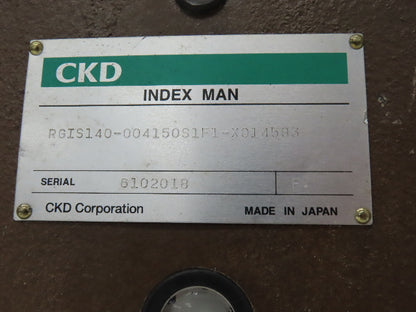 CKD
INDEX MAN
RGIS140-004150S1F1-X014583
SERIAL 6102018 F
CKD Corporation MADE IN JAPAN